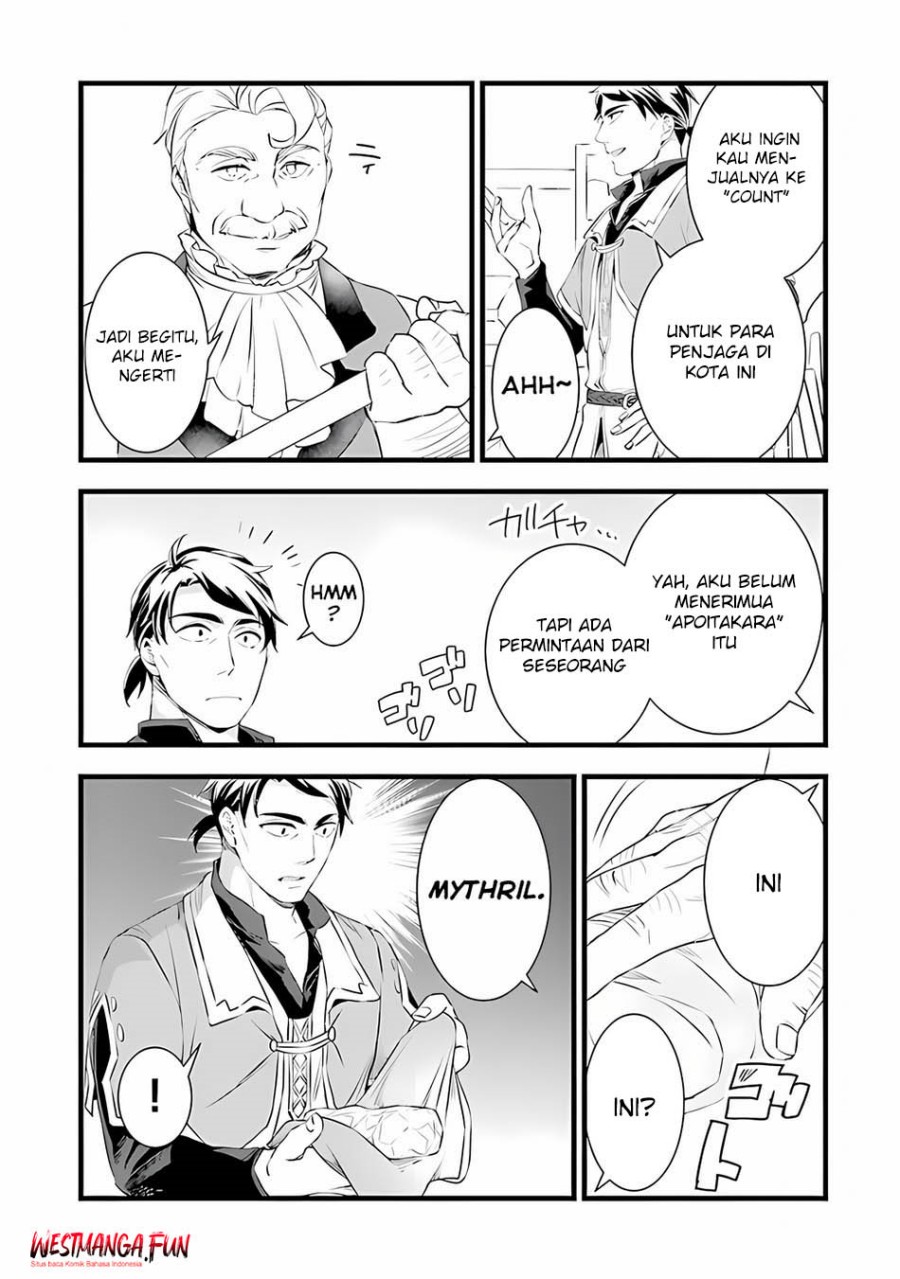 AKU INGIN
KAU MEN-
JUALNYA KE
"COUNT"
UNTUK PARA
PENJAGA DI
KOTA INI
AHH~
ニ
JADI BEGITU,
AKU ME-
NGERTI
YAH, AKU BELUM
MENERIMUA
"APOITAKARA"
ITU
ガチャ...
TAPI ADA
PERMINTAAN DARI
SESEORANG
HMM
?
ゴソ
ゴソ
INI
INI?
ゴト
MYTHRIL.
!
WESTMANGA.FUN
Situs baca Komik Bahasa Indonesia